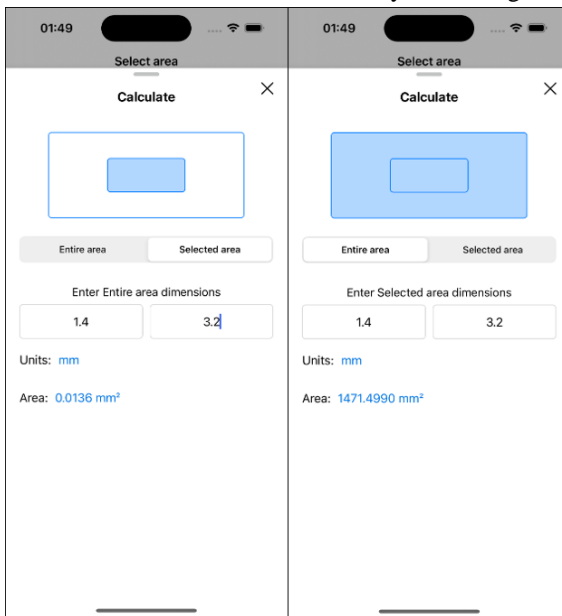 01:49
Select area
Calculate
Entire area Selected area
Enter Entire area dimensions
1.4 3.2
Units: mm
Area: 0.0136 mm²
01:49
Select area
Calculate
Entire area Selected area
Enter Selected area dimensions
1.4 3.2
Units: mm
Area: 1471.4990 mm²